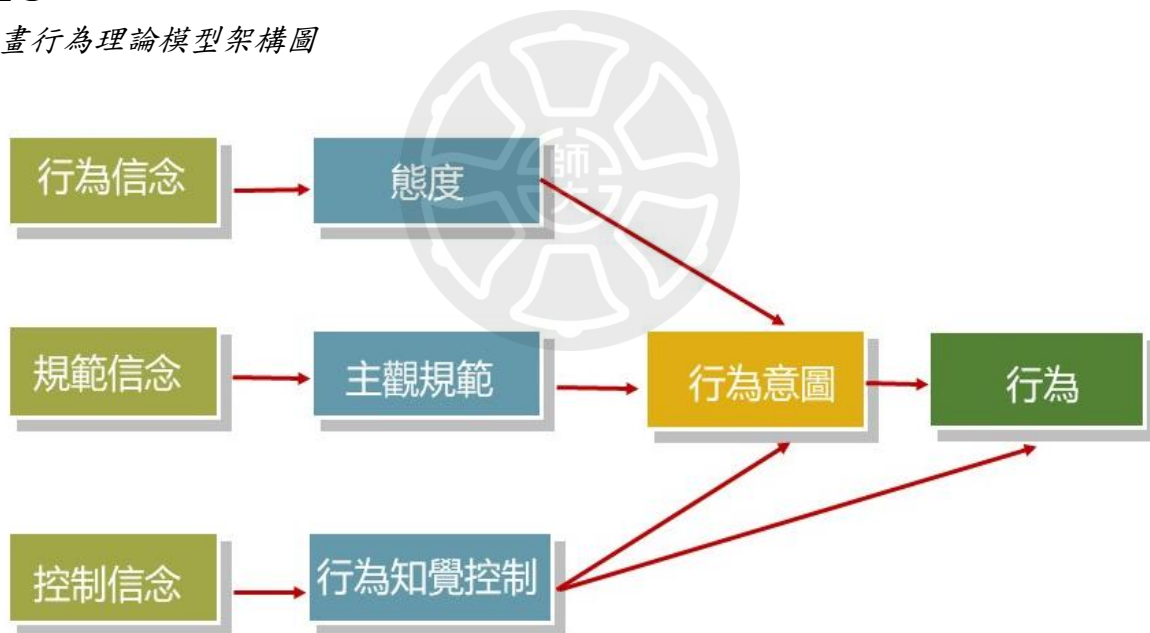 畫行為理論模型架構圖
行為信念
態度
師大
規範信念
主觀規範
行為意圖
行為
控制信念
行為知覺控制